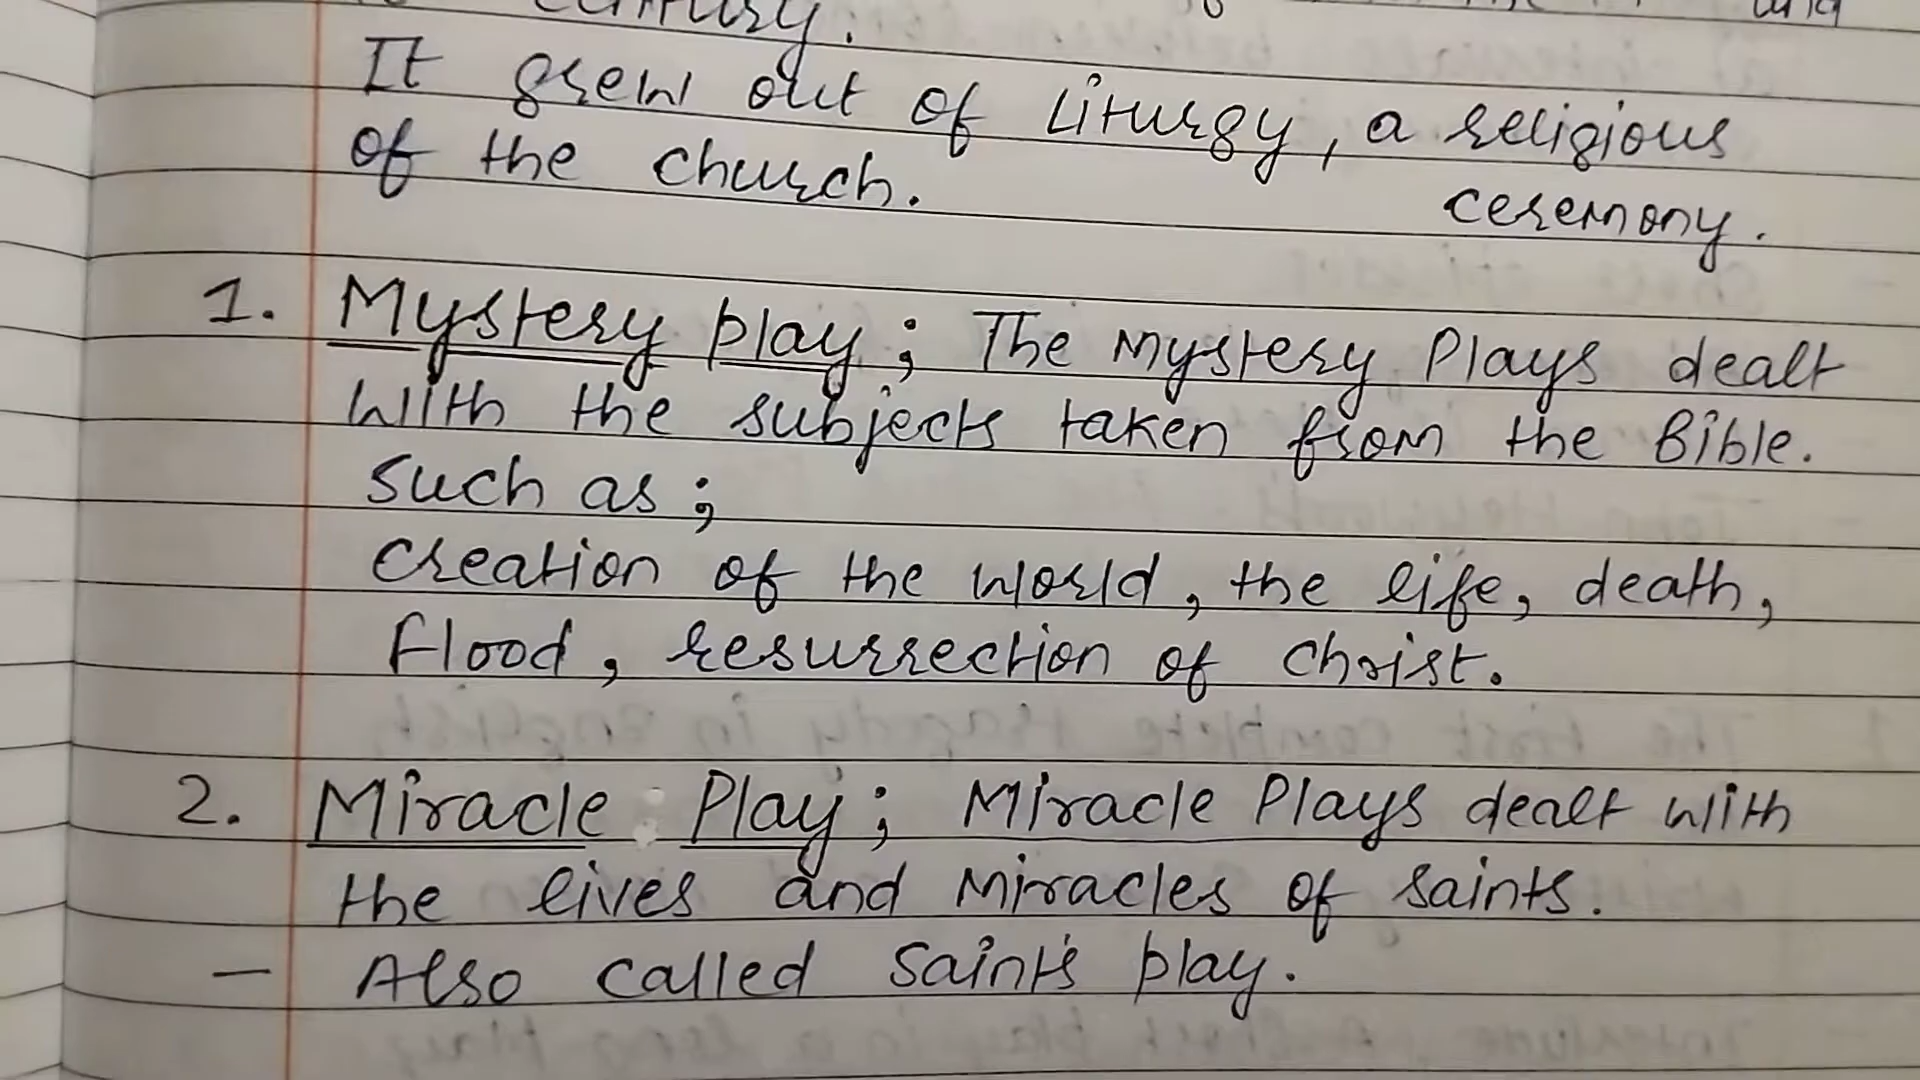 century.
It grew out of Liturgy, a religious
of the church. ceremony.
1. Mystery play; The Mystery Plays dealt
with the subjects taken from the Bible.
such as;
creation of the world, the life, death,
flood, resurrection of Christ.
2. Miracle Play; Miracle Plays dealt with
the lives and Miracles of saints.
- Also called saint's play.